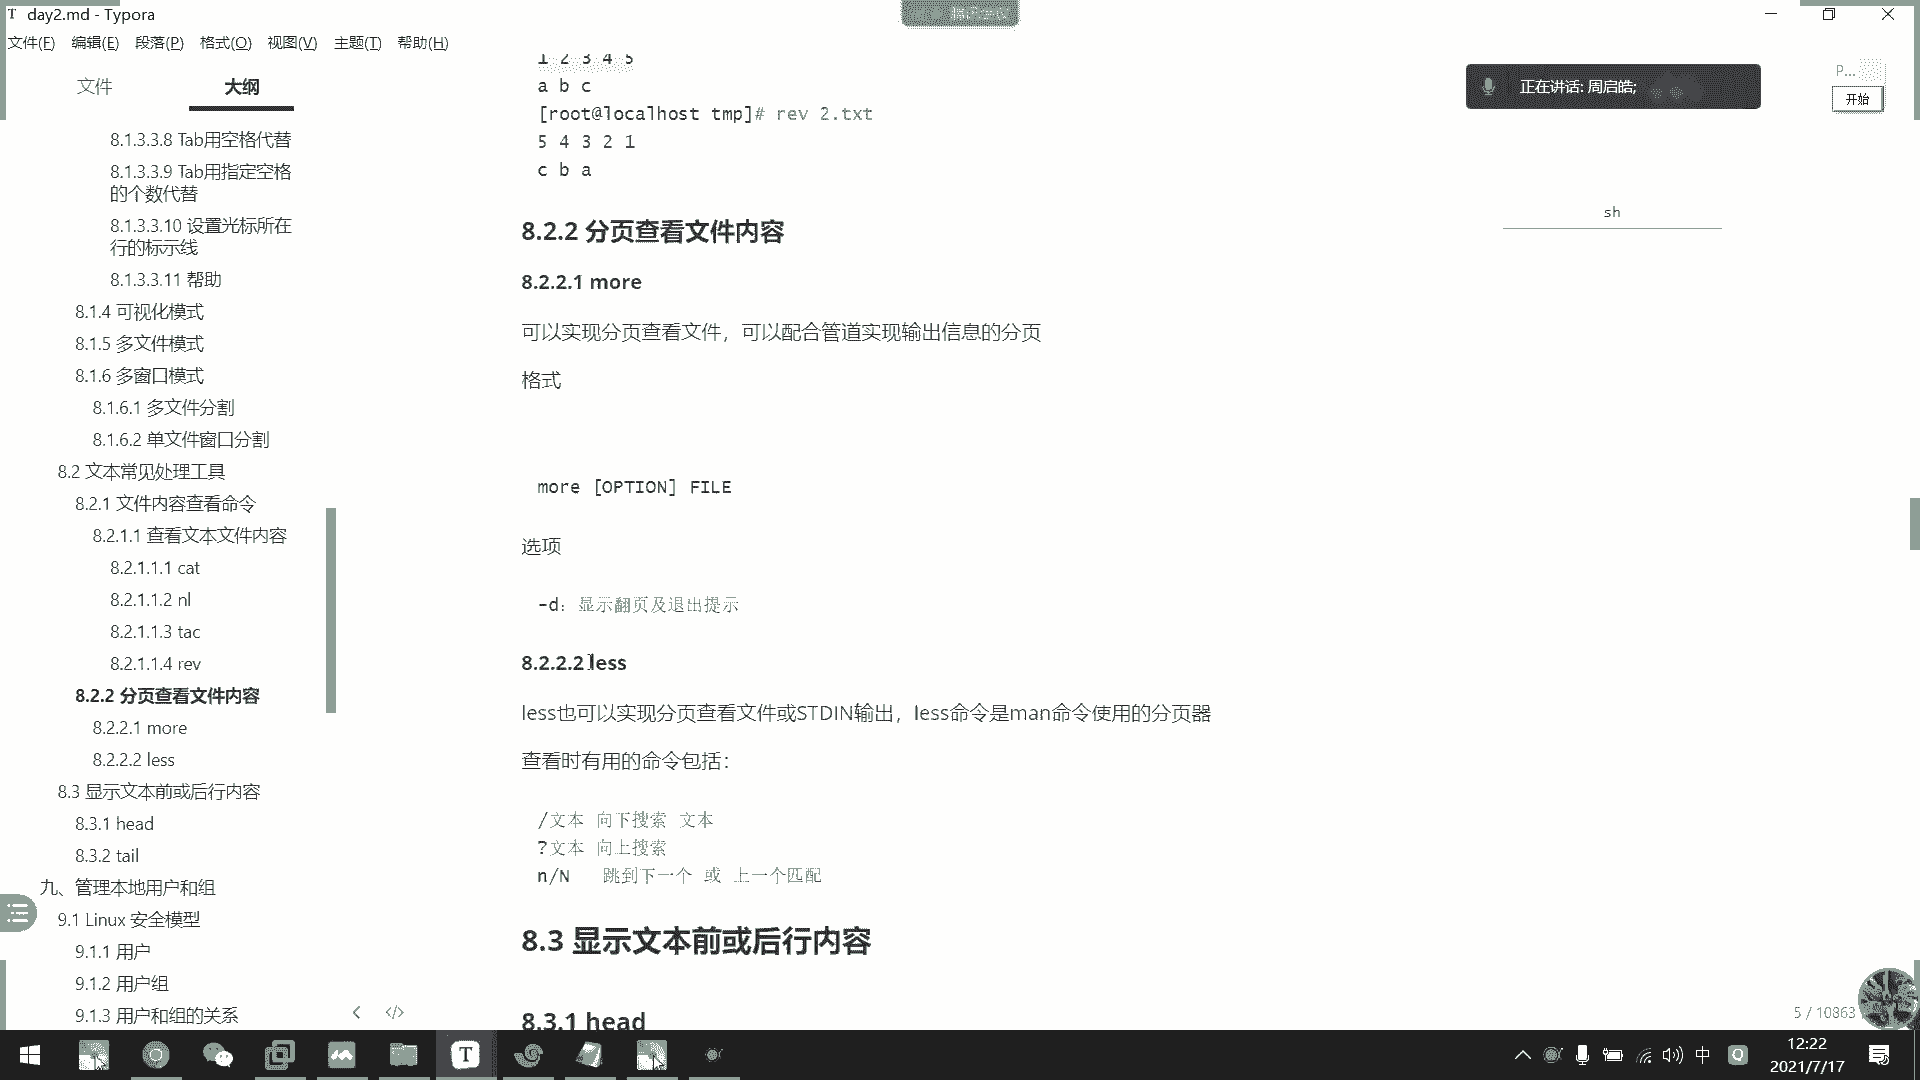 day2.md - Typora
文件(F) 编辑(E) 段落(P) 格式(O) 视图(V) 主题(T) 帮助(H)
文件 大纲
8.1.3.3.8 Tab用空格代替
8.1.3.3.9 Tab用指定空格
的个数代替
8.1.3.3.10 设置光标所在
行的标示线
8.1.3.3.11 帮助
8.1.4 可视化模式
8.1.5 多文件模式
8.1.6 多窗口模式
8.1.6.1 多文件分割
8.1.6.2 单文件窗口分割
8.2 文本常见处理工具
8.2.1 文件内容查看命令
8.2.1.1 查看文本文件内容
8.2.1.1.1 cat
8.2.1.1.2 nl
8.2.1.1.3 tac
8.2.1.1.4 rev
8.2.2 分页查看文件内容
8.2.2.1 more
8.2.2.2 less
8.3 显示文本前或后行内容
8.3.1 head
8.3.2 tail
九、管理本地用户和组
9.1 Linux 安全模型
9.1.1 用户
9.1.2 用户组
9.1.3 用户和组的关系
1 2 3 4 5
a b c
[root@localhost tmp]# rev 2.txt
5 4 3 2 1
c b a
8.2.2 分页查看文件内容
8.2.2.1 more
可以实现分页查看文件，可以配合管道实现输出信息的分页
格式
more [OPTION] FILE
选项
-d：显示翻页及退出提示
8.2.2.2 less
less也可以实现分页查看文件或STDIN输出，less命令是man命令使用的分页器
查看时有用的命令包括：
/文本 向下搜索 文本
?文本 向上搜索
n/N 跳到下一个 或 上一个匹配
8.3 显示文本前或后行内容
8.3.1 head
正在讲话: 周启皓;
P...
开始
sh
5 / 10863
中
12:22
2021/7/17